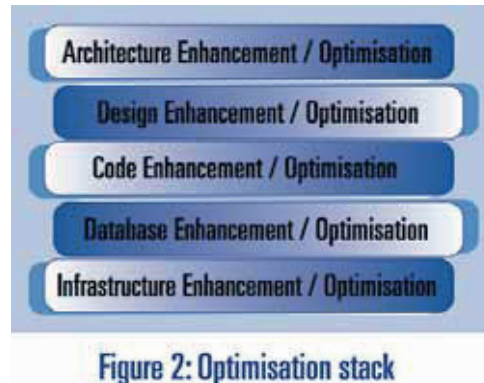 Architecture Enhancement / Optimisation
Design Enhancement / Optimisation
Code Enhancement / Optimisation
Database Enhancement / Optimisation
Infrastructure Enhancement / Optimisation
Figure 2: Optimisation stack